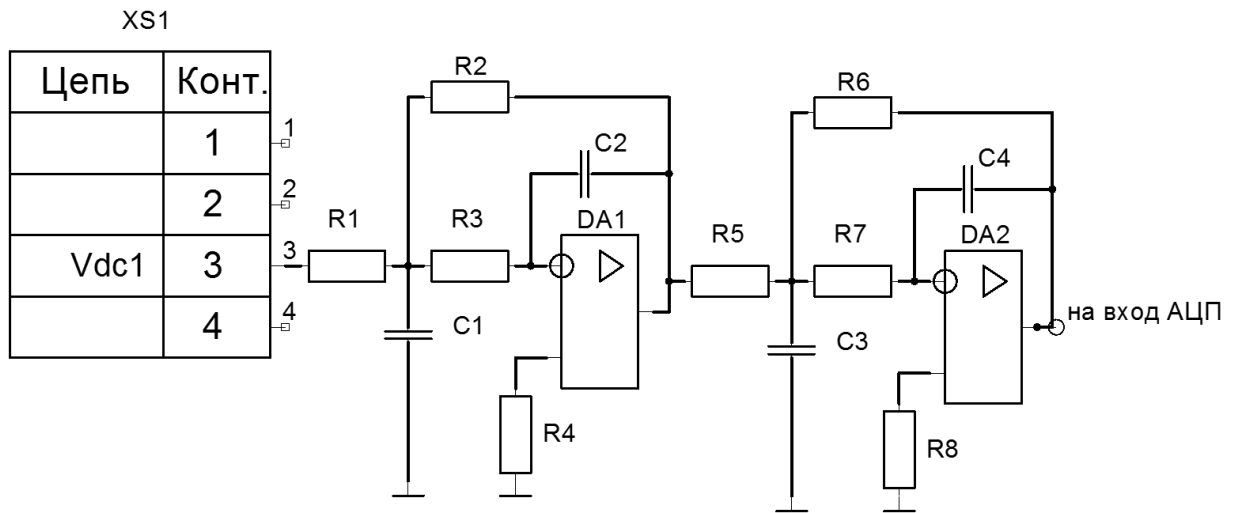 XS1
Цепь Конт.
1 1
2 2
Vdc1 3 3
4 4
R1
R2
R3
C2
DA1
C1
R4
R5
R6
R7
C4
DA2
C3
R8
на вход АЦП